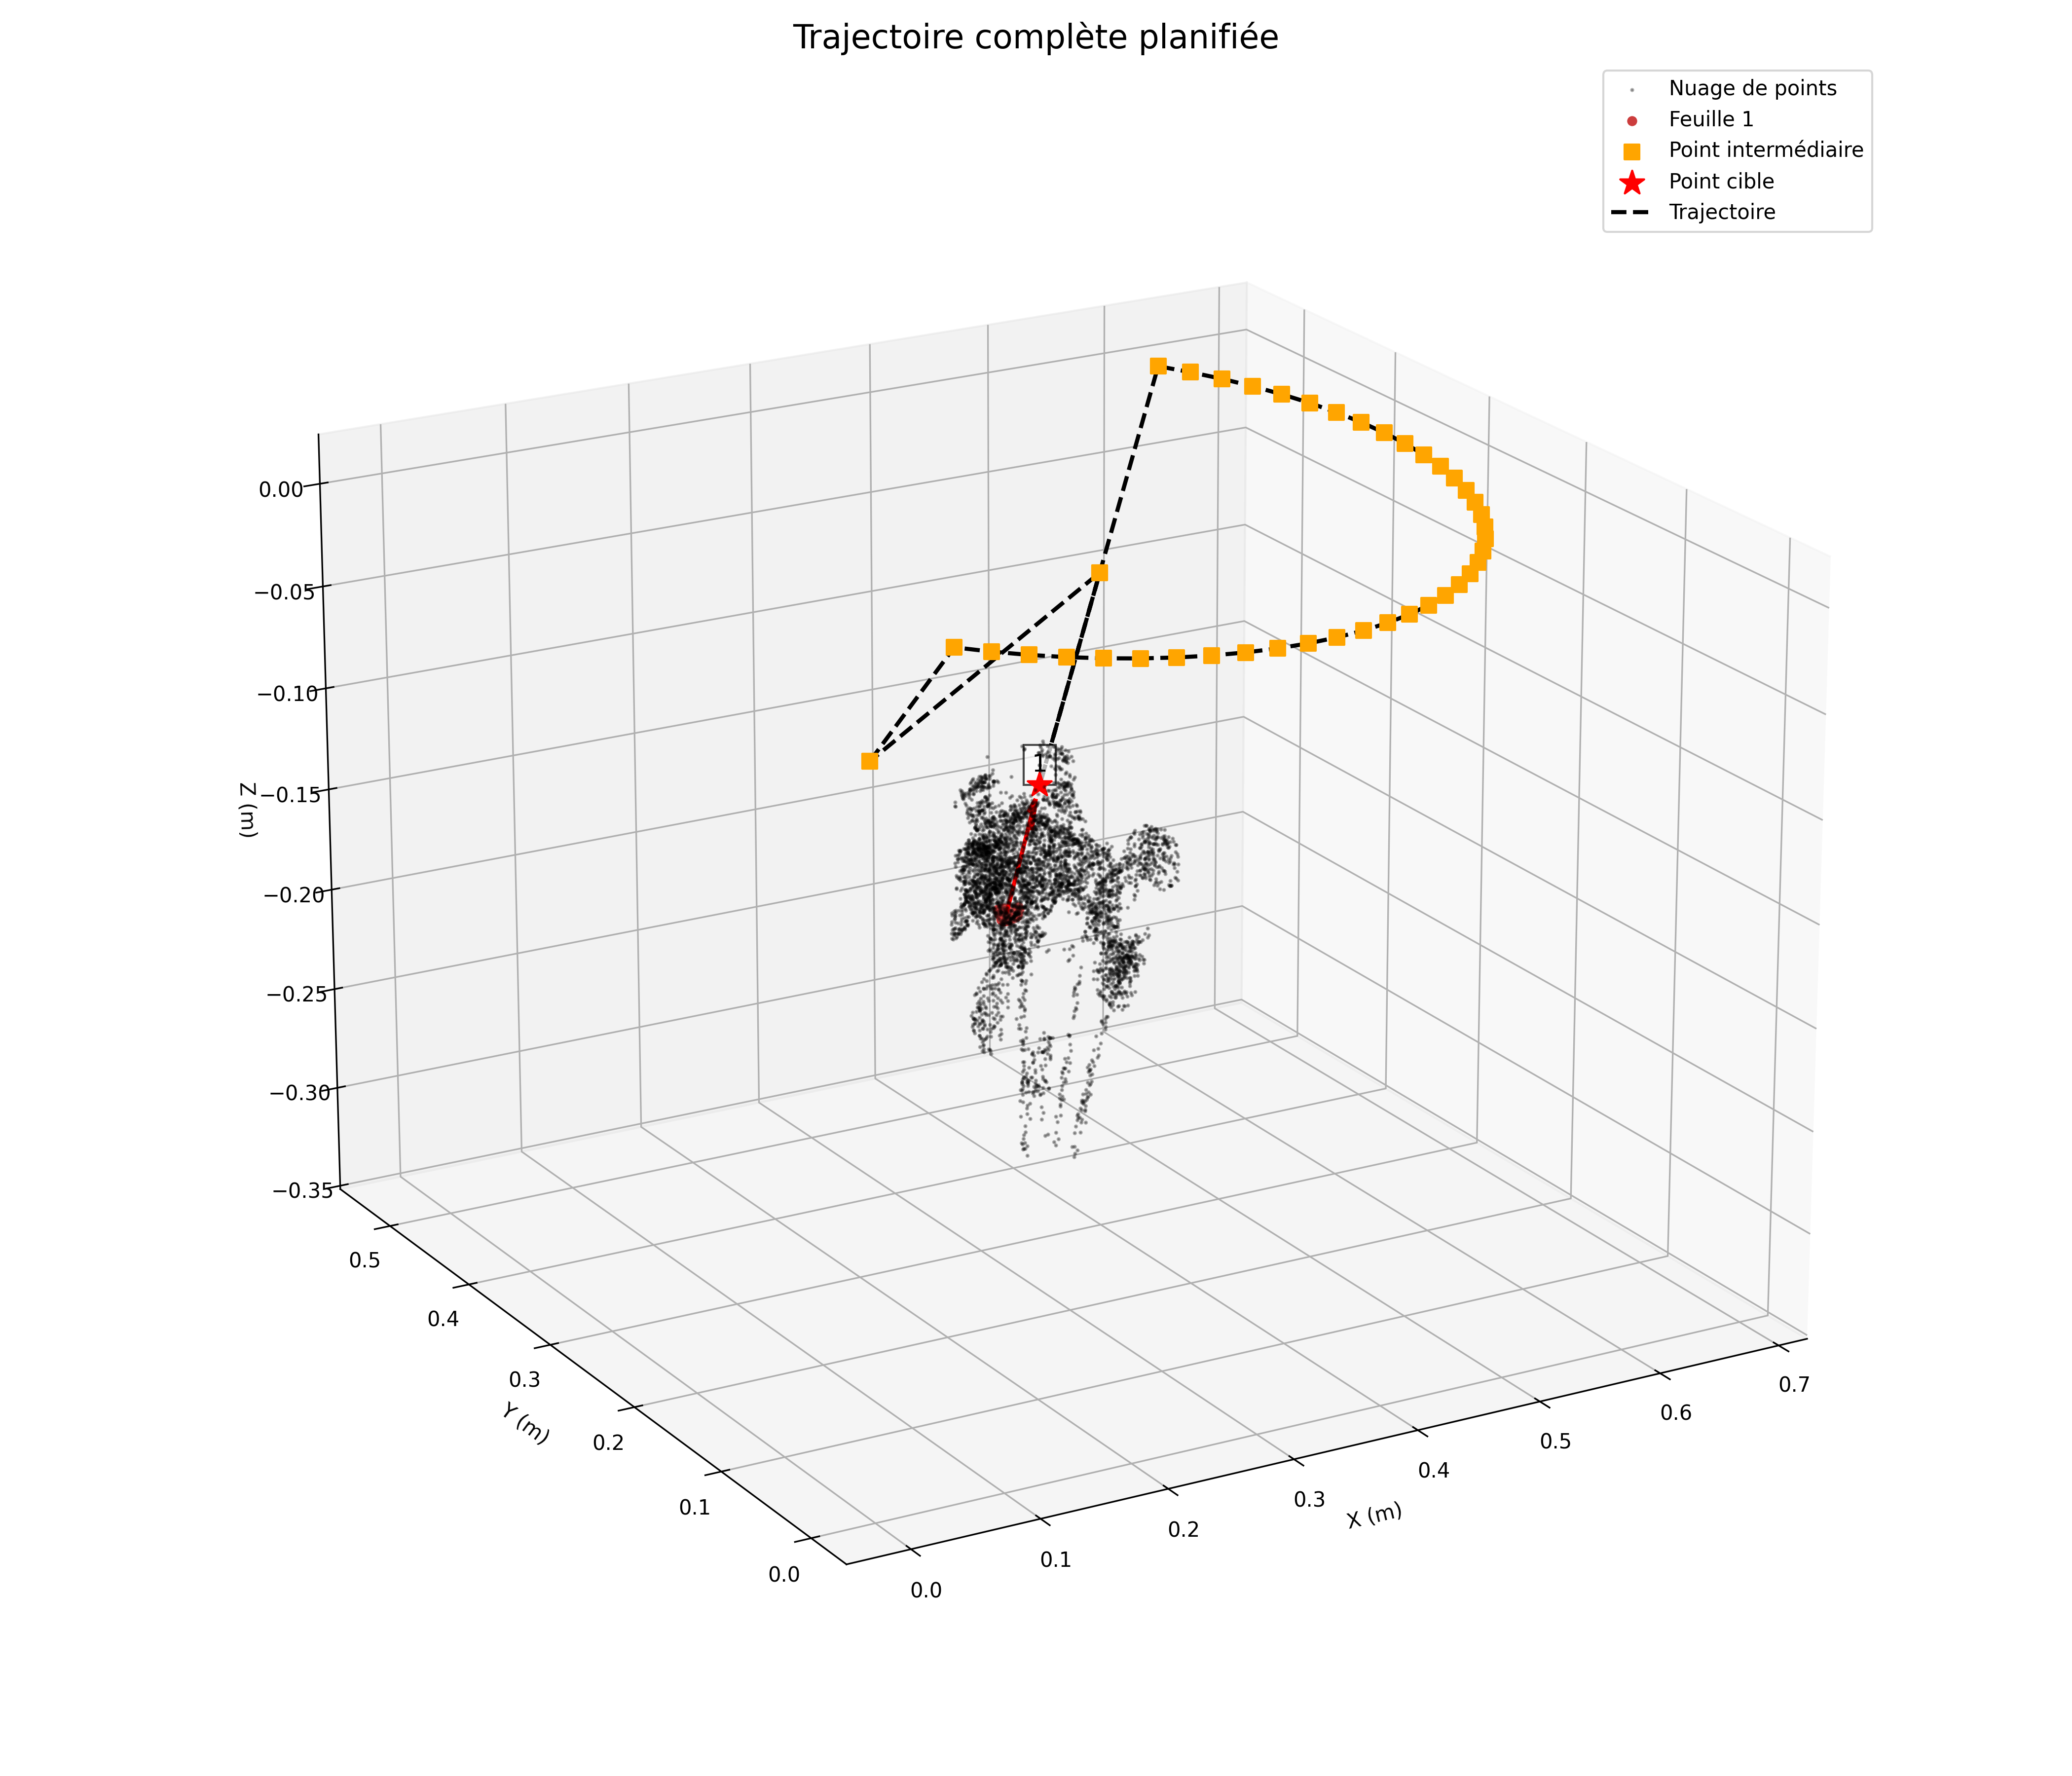 Trajectoire complète planifiée
Nuage de points
Feuille 1
Point intermédiaire
Point cible
Trajectoire
0.00
−0.05
−0.10
−0.15
−0.20
−0.25
−0.30
−0.35
Z (m)
1
0.5
0.4
0.3
0.2
0.1
0.0
Y (m)
0.0
0.1
0.2
0.3
0.4
0.5
0.6
0.7
X (m)